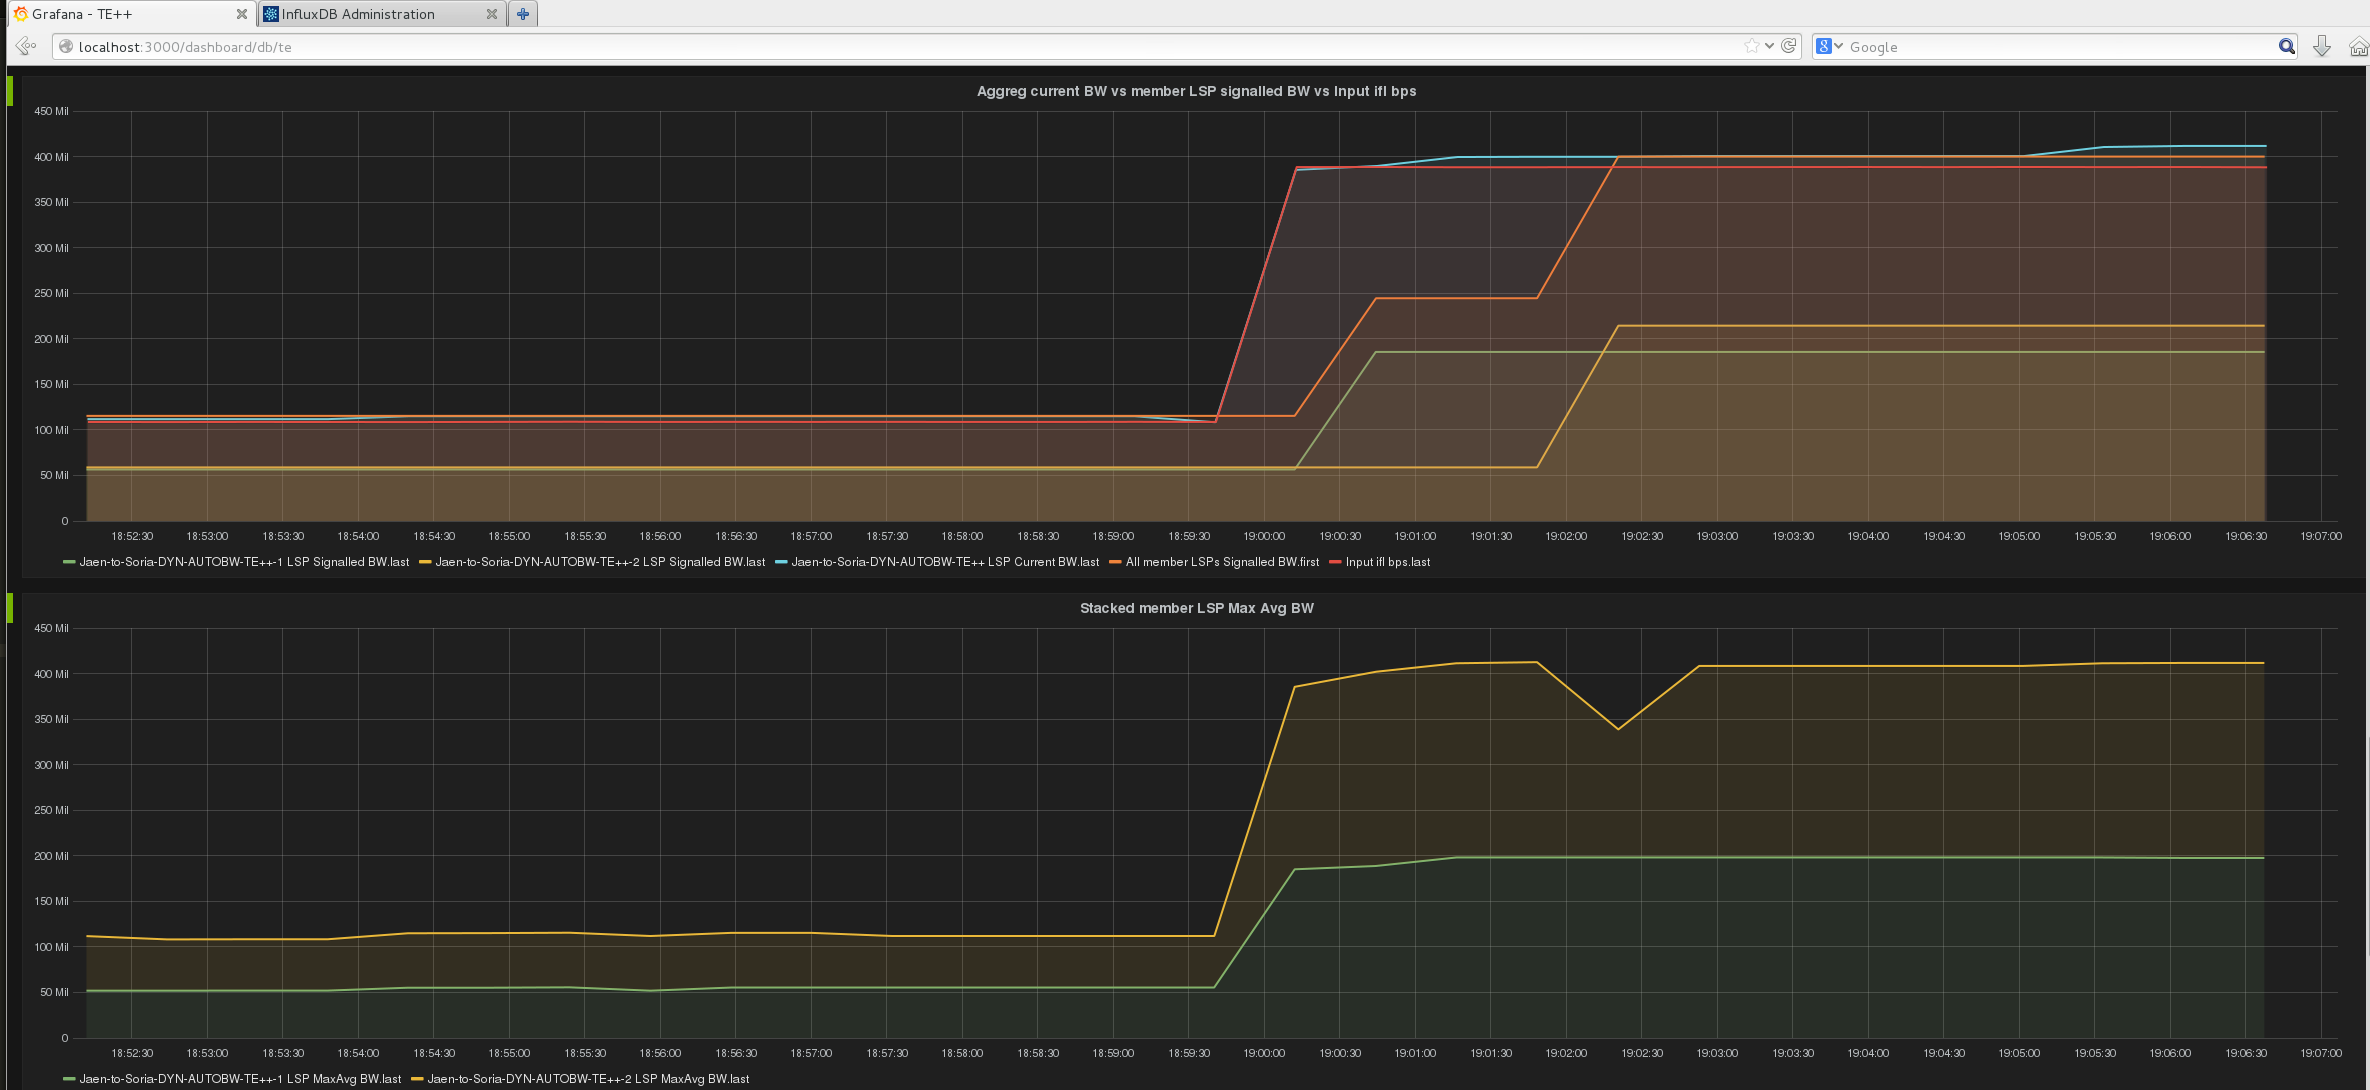 Grafana - TE++ InfluxDB Administration
localhost:3000/dashboard/db/te Google
Aggreg current BW vs member LSP signalled BW vs Input ifl bps
450 Mil
400 Mil
350 Mil
300 Mil
250 Mil
200 Mil
150 Mil
100 Mil
50 Mil
0
18:52:30 18:53:00 18:53:30 18:54:00 18:54:30 18:55:00 18:55:30 18:56:00 18:56:30 18:57:00 18:57:30 18:58:00 18:58:30 18:59:00 18:59:30 19:00:00 19:00:30 19:01:00 19:01:30 19:02:00 19:02:30 19:03:00 19:03:30 19:04:00 19:04:30 19:05:00 19:05:30 19:06:00 19:06:30 19:07:00
Jaen-to-Soria-DYN-AUTOBW-TE++-1 LSP Signalled BW.last Jaen-to-Soria-DYN-AUTOBW-TE++-2 LSP Signalled BW.last Jaen-to-Soria-DYN-AUTOBW-TE++ LSP Current BW.last All member LSPs Signalled BW.first Input ifl bps.last
Stacked member LSP Max Avg BW
450 Mil
400 Mil
350 Mil
300 Mil
250 Mil
200 Mil
150 Mil
100 Mil
50 Mil
0
18:52:30 18:53:00 18:53:30 18:54:00 18:54:30 18:55:00 18:55:30 18:56:00 18:56:30 18:57:00 18:57:30 18:58:00 18:58:30 18:59:00 18:59:30 19:00:00 19:00:30 19:01:00 19:01:30 19:02:00 19:02:30 19:03:00 19:03:30 19:04:00 19:04:30 19:05:00 19:05:30 19:06:00 19:06:30 19:07:00
Jaen-to-Soria-DYN-AUTOBW-TE++-1 LSP MaxAvg BW.last Jaen-to-Soria-DYN-AUTOBW-TE++-2 LSP MaxAvg BW.last